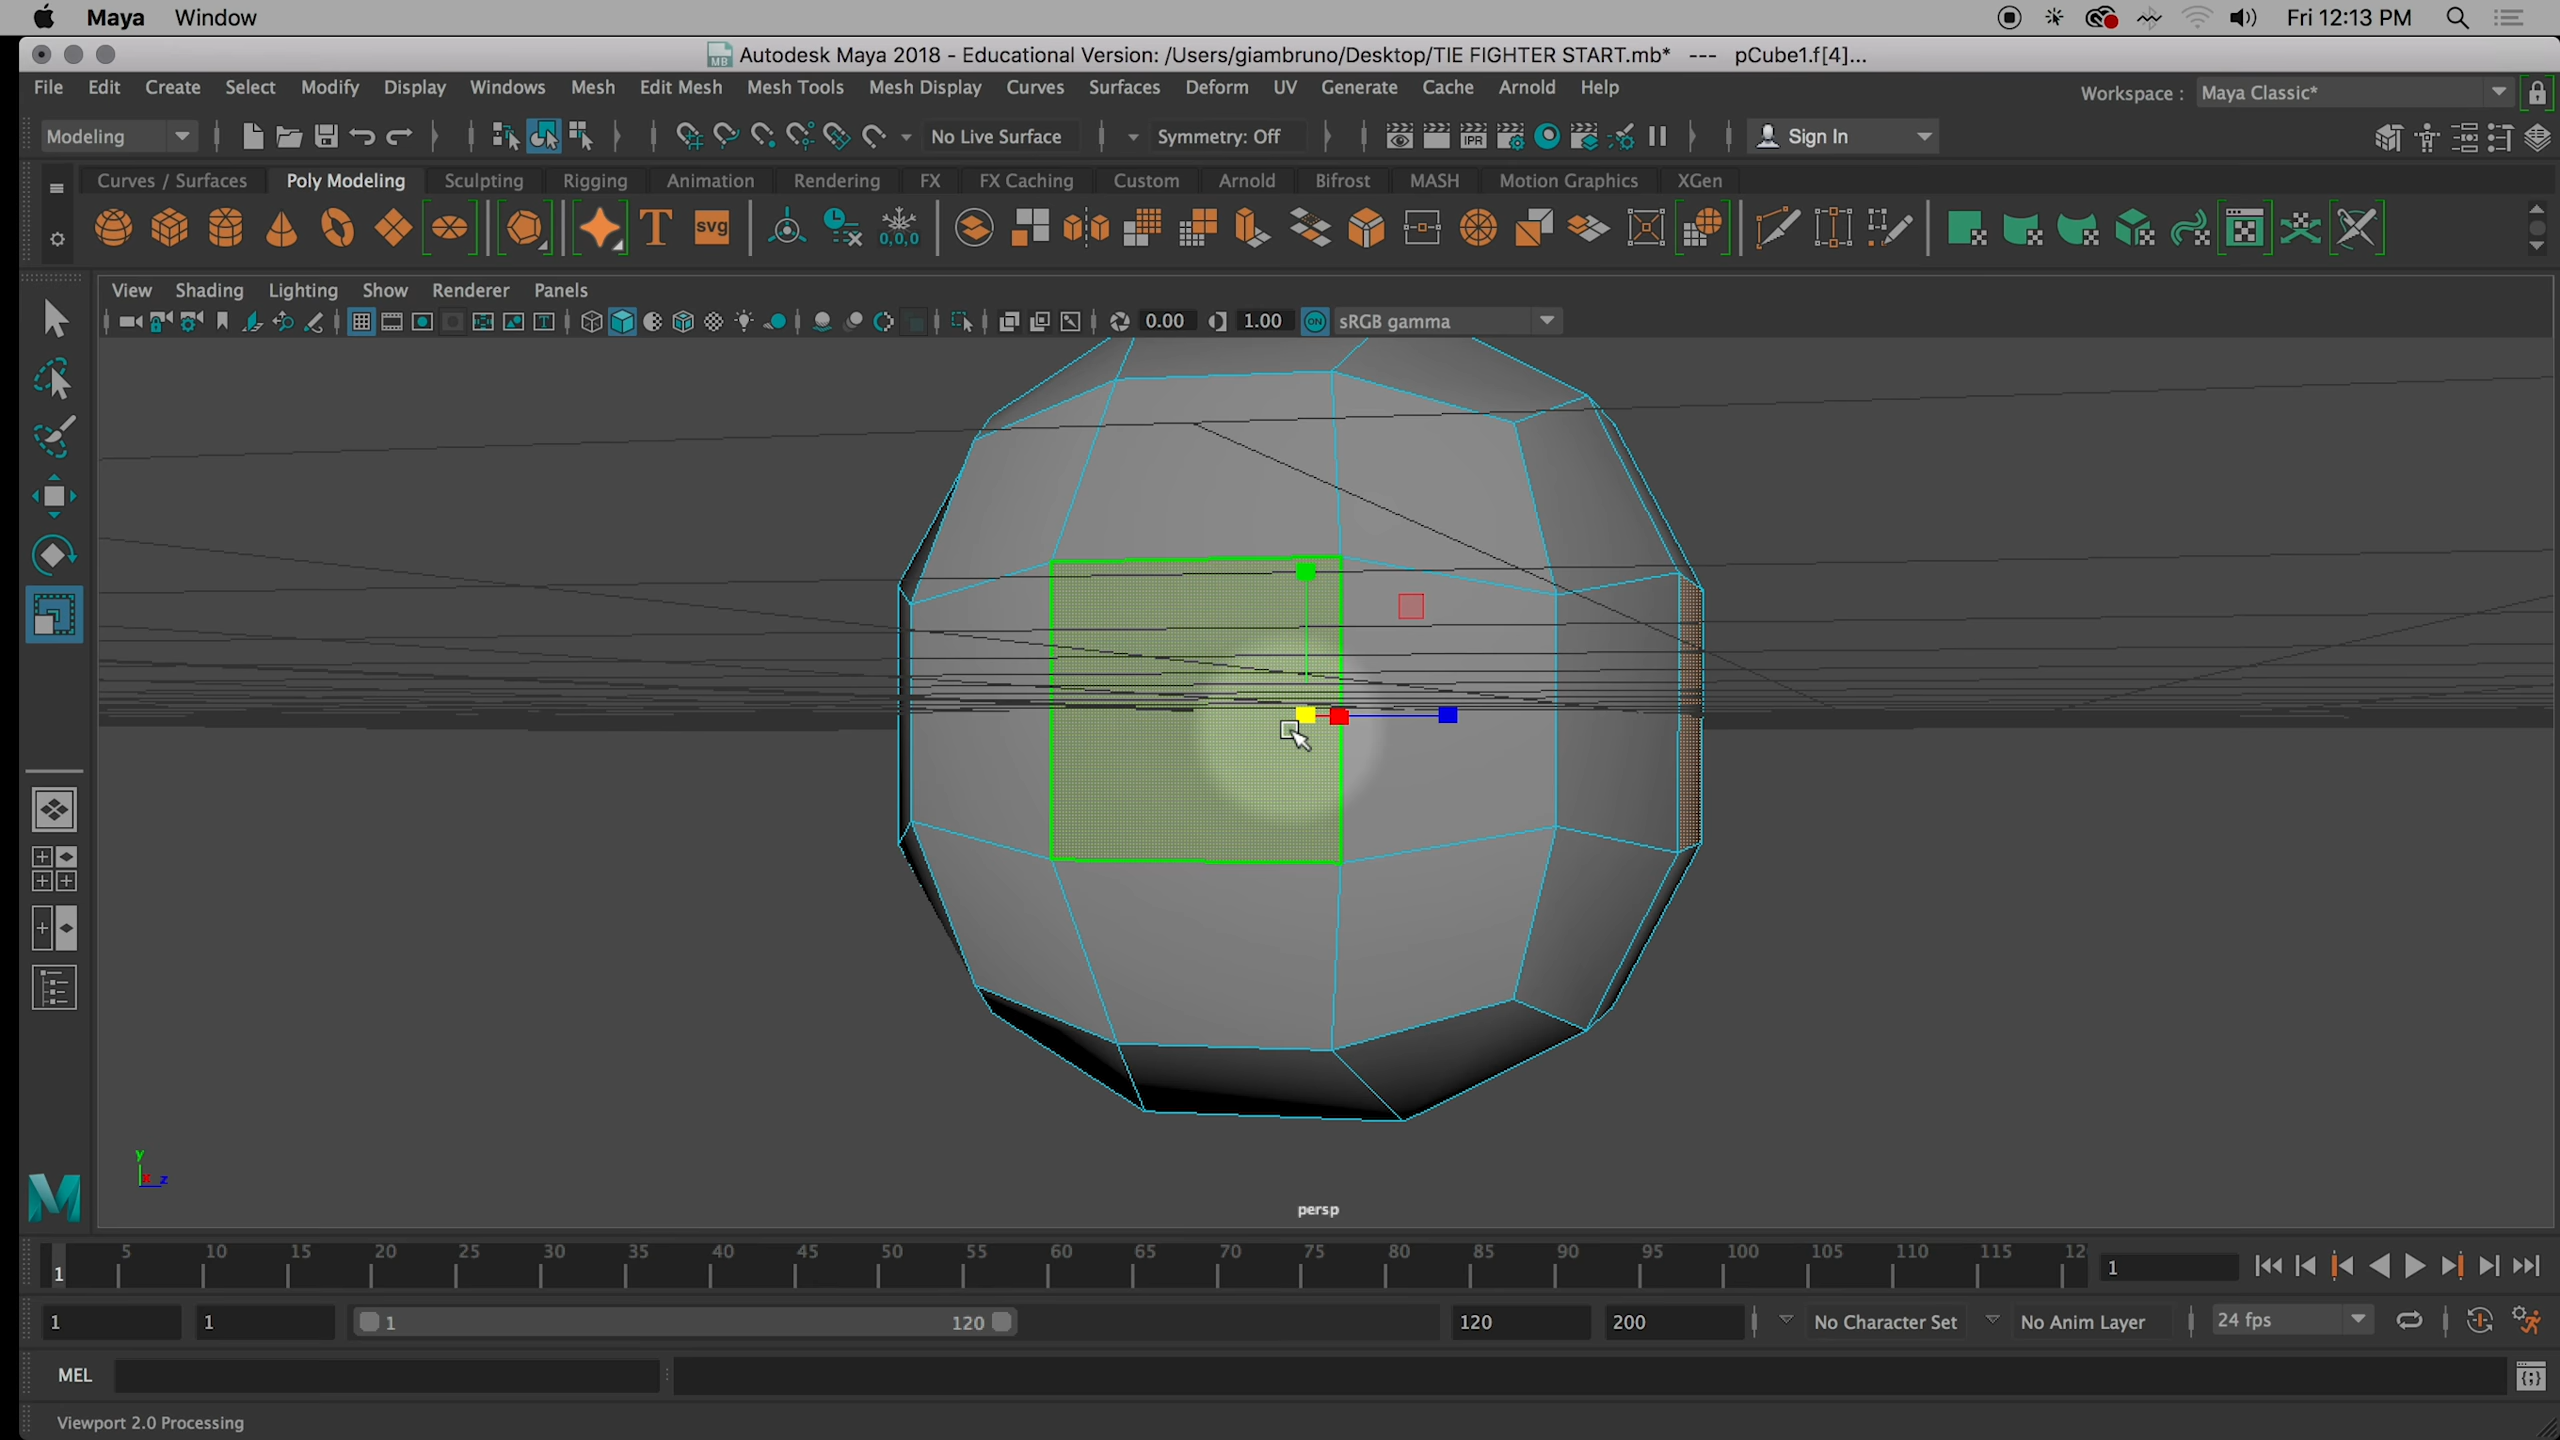 Maya Window Fri 12:13 PM
MB Autodesk Maya 2018 - Educational Version: /Users/giambruno/Desktop/TIE FIGHTER START.mb* --- pCube1.f[4]...
File Edit Create Select Modify Display Windows Mesh Edit Mesh Mesh Tools Mesh Display Curves Surfaces Deform UV Generate Cache Arnold Help Workspace : Maya Classic*
Modeling No Live Surface Symmetry: Off IPR Sign In
Curves / Surfaces Poly Modeling Sculpting Rigging Animation Rendering FX FX Caching Custom Arnold Bifrost MASH Motion Graphics XGen
T svg 0,0,0
View Shading Lighting Show Renderer Panels
T 0.00 1.00 ON sRGB gamma
y
x z
persp
5 10 15 20 25 30 35 40 45 50 55 60 65 70 75 80 85 90 95 100 105 110 115 12
1 1
1 1 1 120 120 200 No Character Set No Anim Layer 24 fps
MEL
Viewport 2.0 Processing